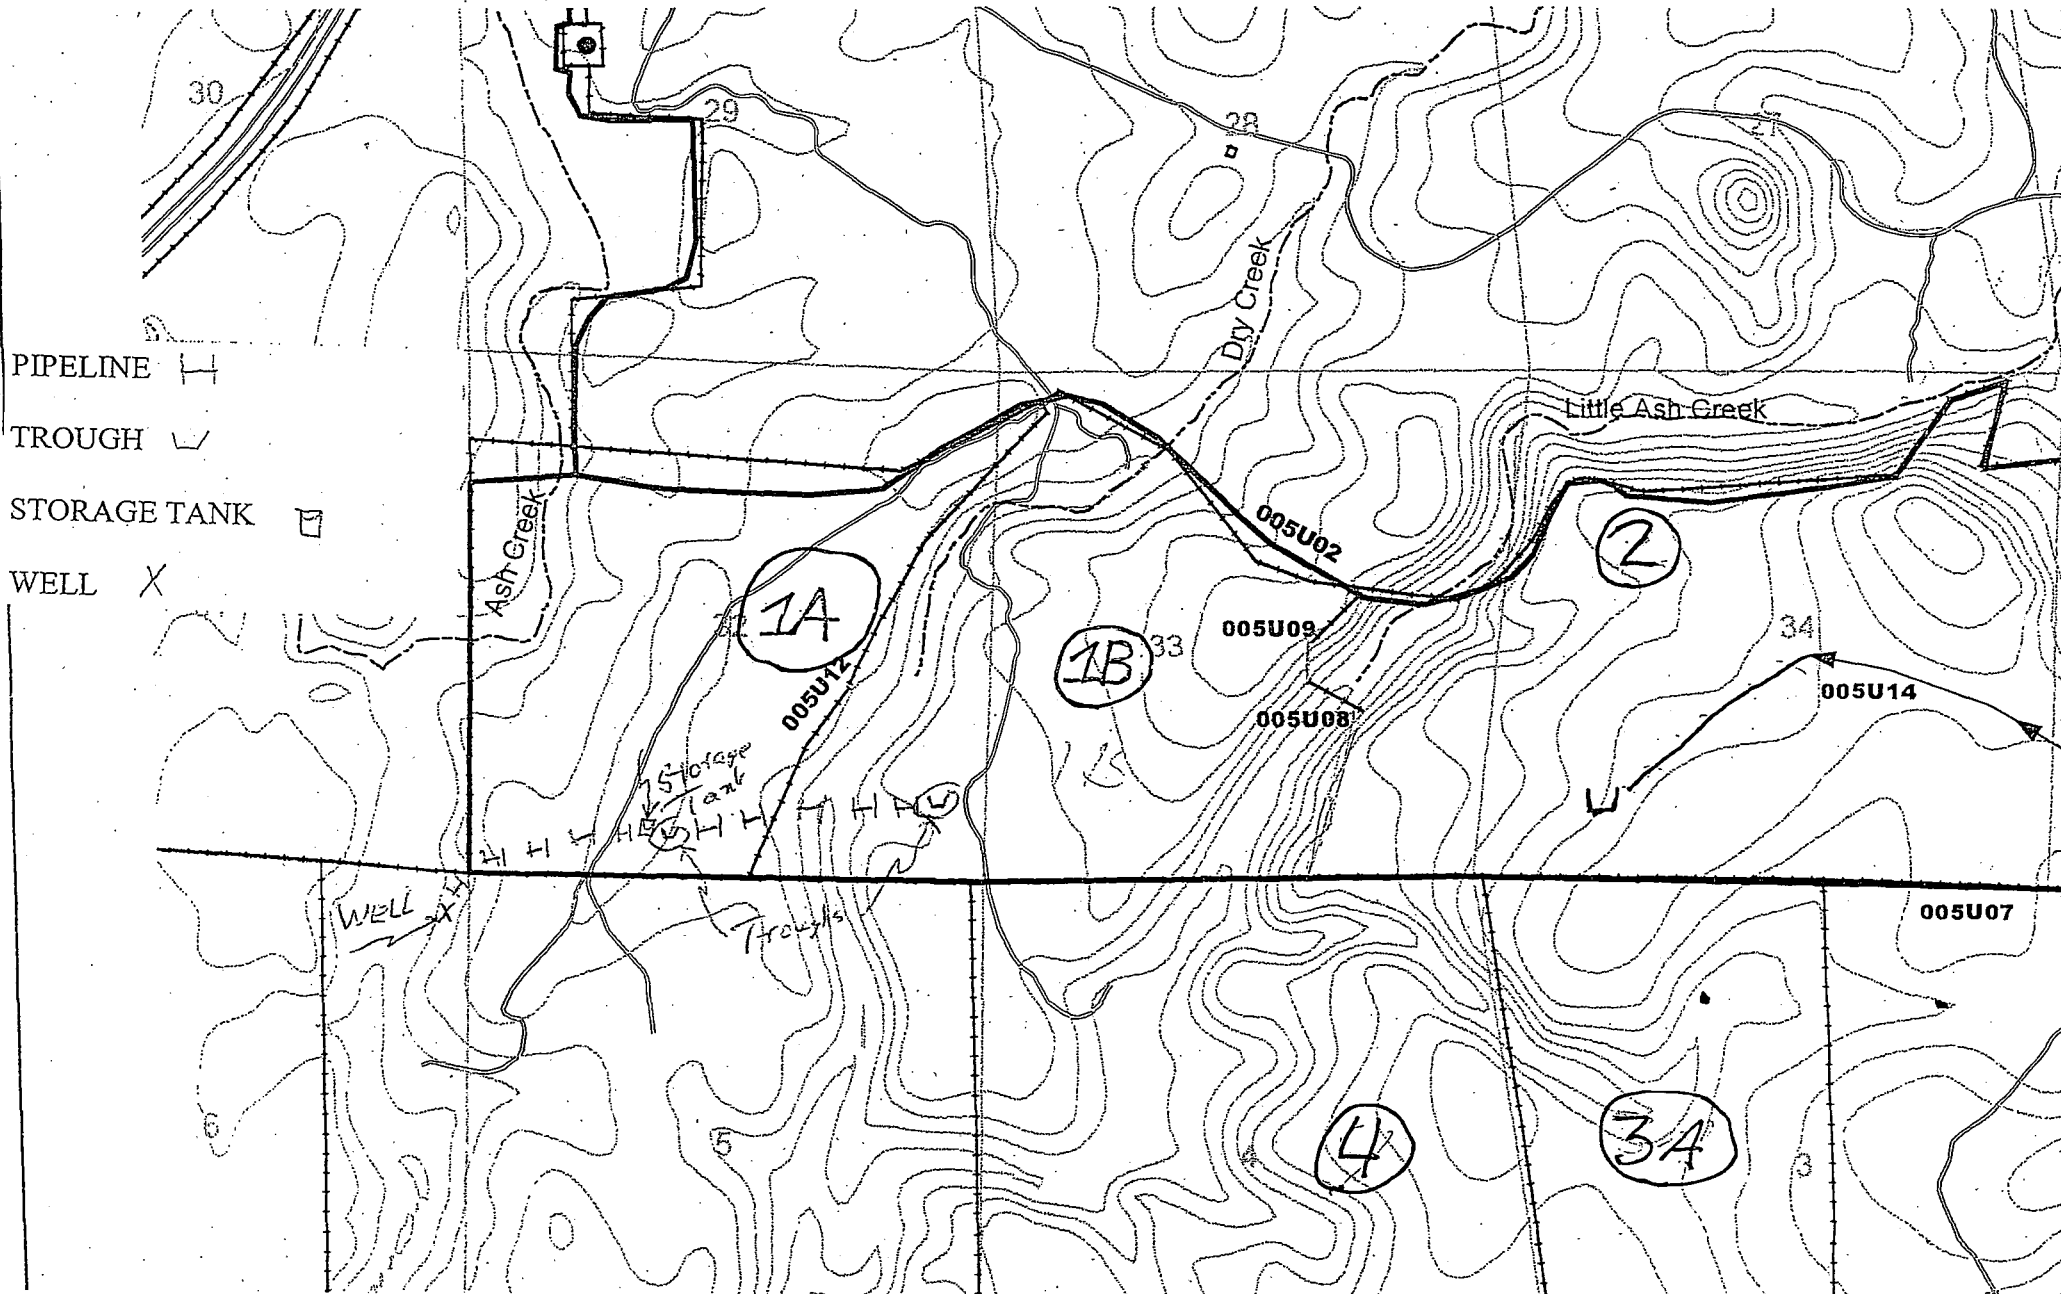 30
29
28
27
Dry Creek
PIPELINE
TROUGH
STORAGE TANK
WELL X
Little Ash Creek
Ash Creek
005U02
2
1A
005U09
33
34
1B
005U12
005U08
005U14
Storage
Tank
WELL
Troughs
005U07
6
5
4
4
3A
3